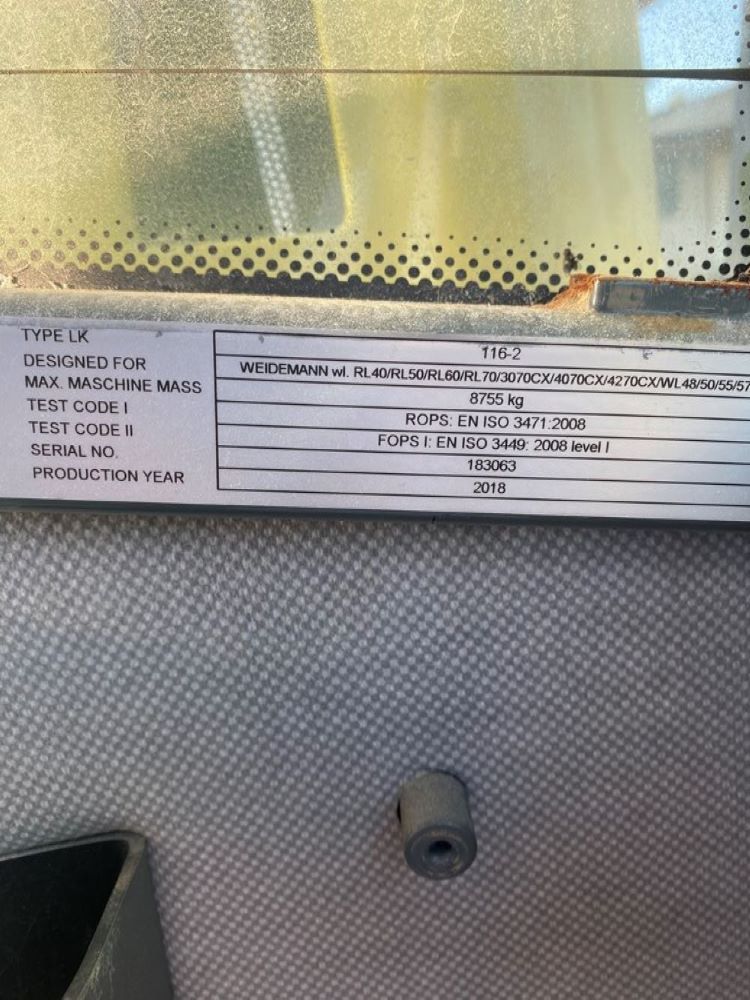 TYPE LK 116-2
DESIGNED FOR WEIDEMANN wl. RL40/RL50/RL60/RL70/3070CX/4070CX/4270CX/WL48/50/55/57
MAX. MASCHINE MASS 8755 kg
TEST CODE I ROPS: EN ISO 3471:2008
TEST CODE II FOPS I: EN ISO 3449: 2008 level I
SERIAL NO. 183063
PRODUCTION YEAR 2018